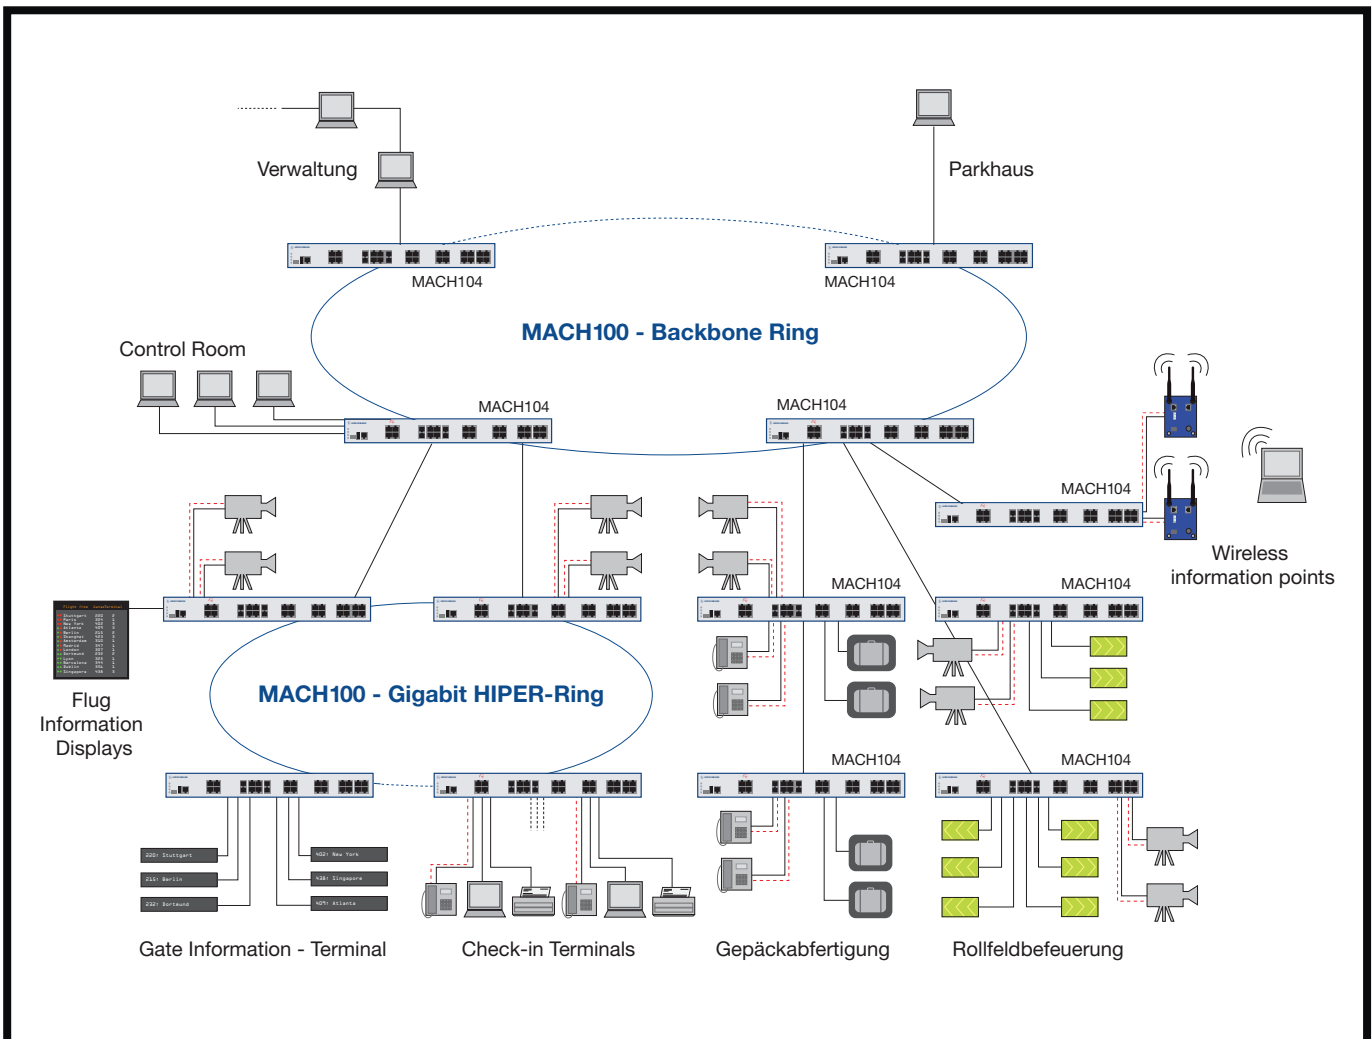 Verwaltung
Parkhaus
MACH104
MACH104
MACH100 - Backbone Ring
Control Room
MACH104
MACH104
MACH104
Wireless
information points
MACH104
MACH104
Flug
Information
Displays
MACH100 - Gigabit HIPER-Ring
MACH104
MACH104
220: Stuttgart
402: New York
215: Berlin
438: Singapore
232: Dortmund
409: Atlanta
Gate Information - Terminal
Check-in Terminals
Gepäckabfertigung
Rollfeldbefeuerung